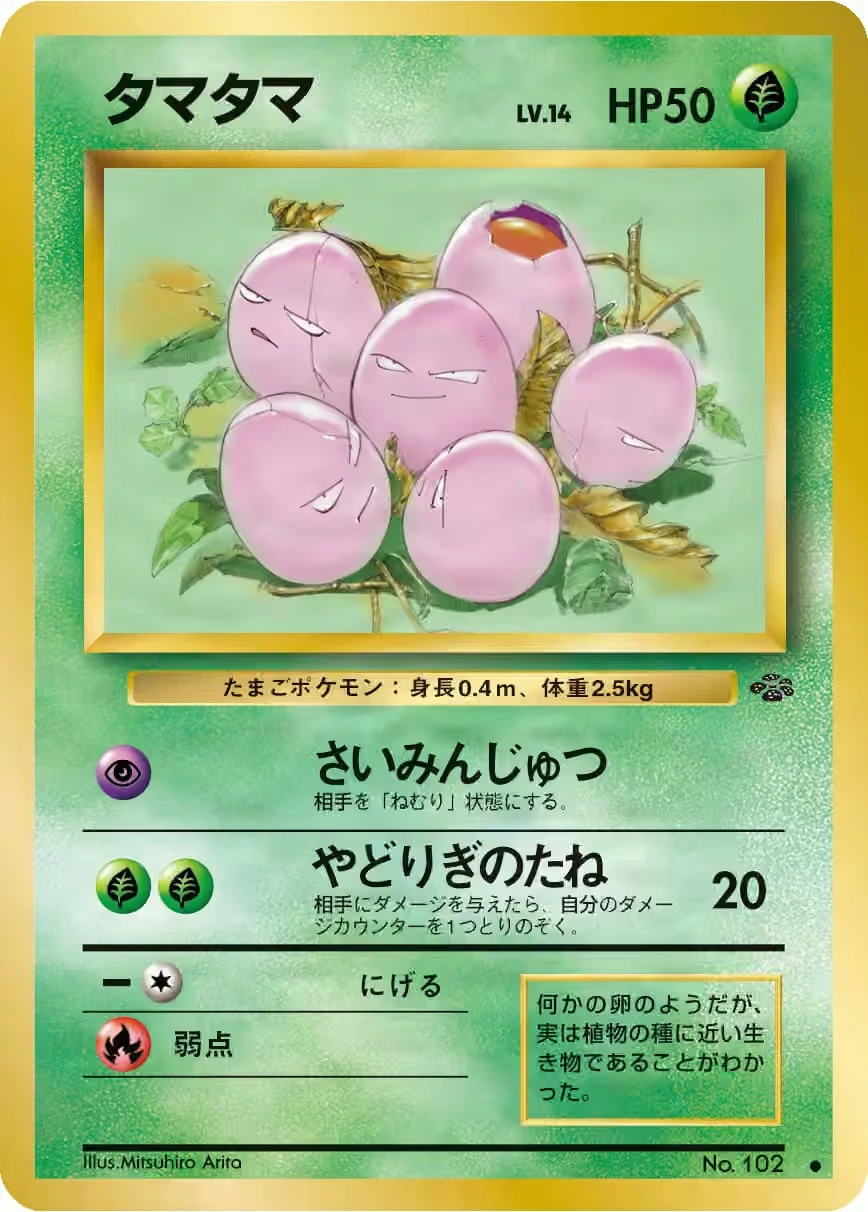 タマタマ
LV.14 HP50
たまごポケモン：身長0.4m、体重2.5kg
さいみんじゅつ
相手を「ねむり」状態にする。
やどりぎのたね 20
相手にダメージを与えたら、自分のダメー
ジカウンターを1つとりのぞく。
にげる
弱点
何かの卵のようだが、
実は植物の種に近い生
き物であることがわか
った。
Illus.Mitsuhiro Arita
No. 102